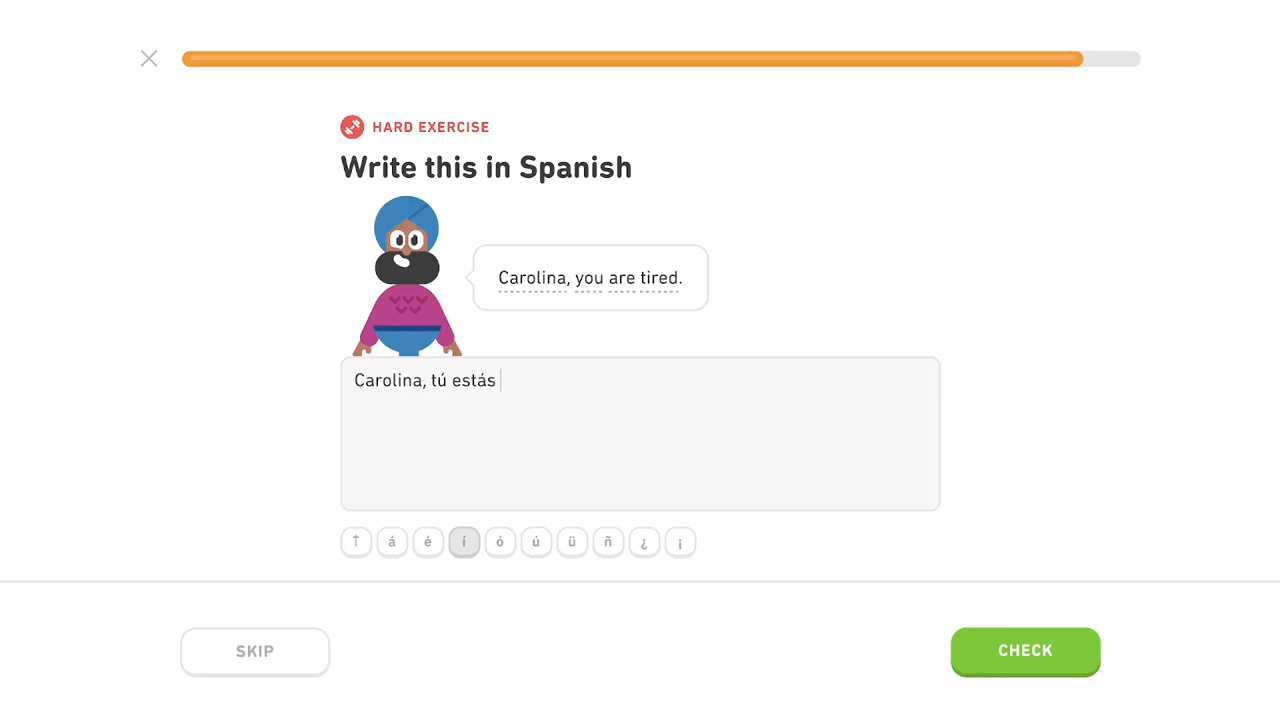 HARD EXERCISE
Write this in Spanish
Carolina, you are tired.
Carolina, tú estás
↑ á é í ó ú ü ñ ¿ ¡
SKIP
CHECK